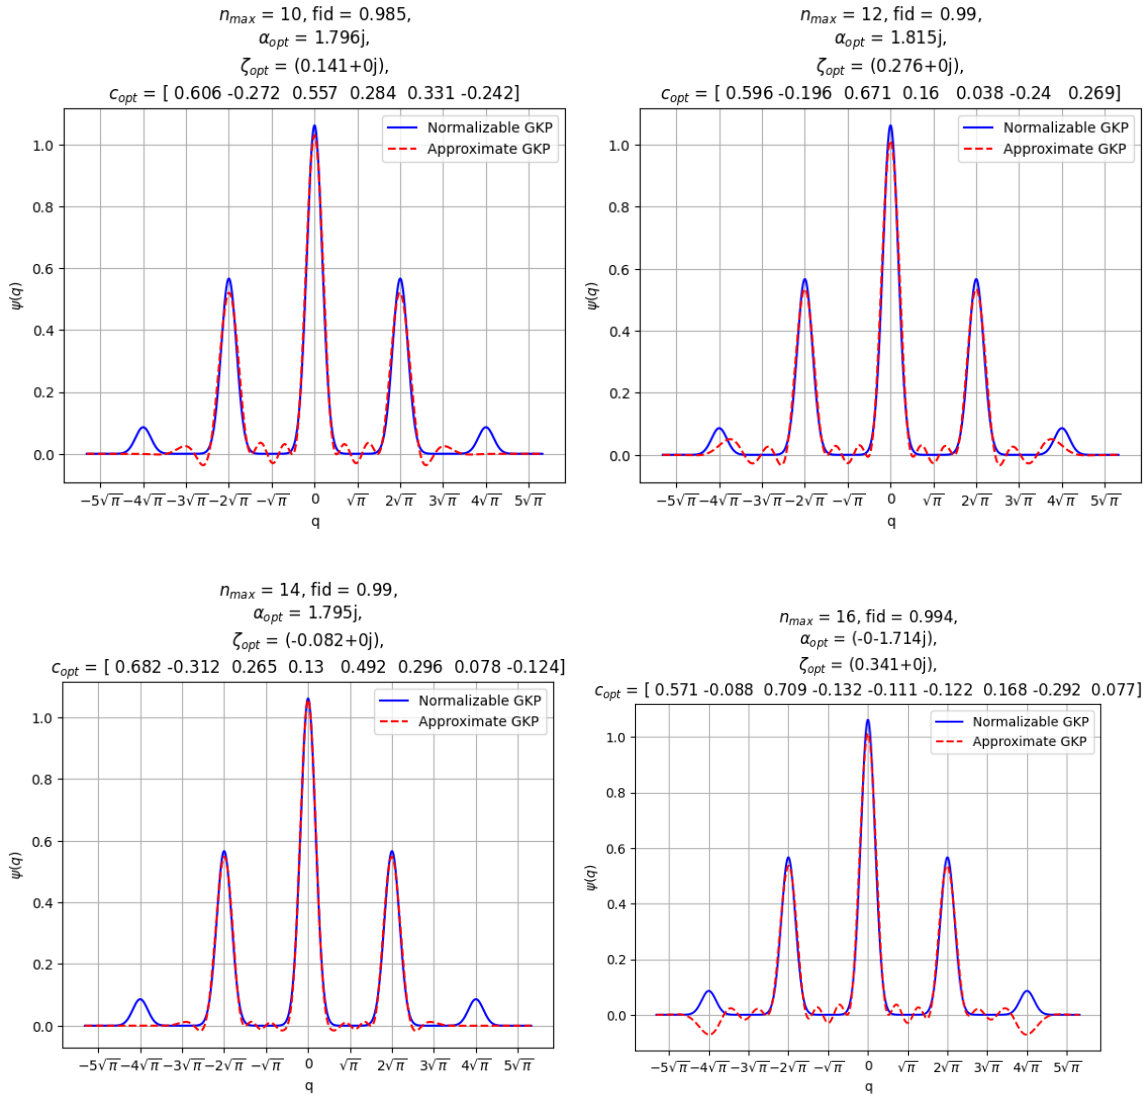 n_max = 10, fid = 0.985,
α_opt = 1.796j,
ζ_opt = (0.141+0j),
c_opt = [ 0.606 -0.272 0.557 0.284 0.331 -0.242]
Normalizable GKP
Approximate GKP
1.0
0.8
0.6
0.4
0.2
0.0
ψ(q)
−5√π −4√π −3√π −2√π −√π 0 √π 2√π 3√π 4√π 5√π
q
n_max = 12, fid = 0.99,
α_opt = 1.815j,
ζ_opt = (0.276+0j),
c_opt = [ 0.596 -0.196 0.671 0.16 0.038 -0.24 0.269]
Normalizable GKP
Approximate GKP
1.0
0.8
0.6
0.4
0.2
0.0
ψ(q)
−5√π −4√π −3√π −2√π −√π 0 √π 2√π 3√π 4√π 5√π
q
n_max = 14, fid = 0.99,
α_opt = 1.795j,
ζ_opt = (-0.082+0j),
c_opt = [ 0.682 -0.312 0.265 0.13 0.492 0.296 0.078 -0.124]
Normalizable GKP
Approximate GKP
1.0
0.8
0.6
0.4
0.2
0.0
ψ(q)
−5√π −4√π −3√π −2√π −√π 0 √π 2√π 3√π 4√π 5√π
q
n_max = 16, fid = 0.994,
α_opt = (-0-1.714j),
ζ_opt = (0.341+0j),
c_opt = [ 0.571 -0.088 0.709 -0.132 -0.111 -0.122 0.168 -0.292 0.077]
Normalizable GKP
Approximate GKP
1.0
0.8
0.6
0.4
0.2
0.0
ψ(q)
−5√π −4√π −3√π −2√π −√π 0 √π 2√π 3√π 4√π 5√π
q